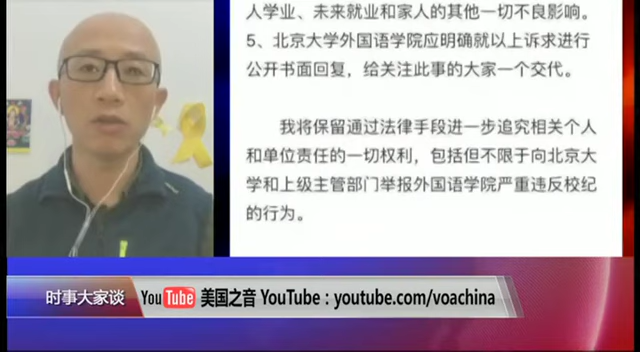 人学业、未来就业和家人的其他一切不良影响。
5、北京大学外国语学院应明确就以上诉求进行
公开书面回复，给关注此事的大家一个交代。
我将保留通过法律手段进一步追究相关个人
和单位责任的一切权利，包括但不限于向北京大
学和上级主管部门举报外国语学院严重违反校纪
的行为。
时事大家谈
YouTube 美国之音 YouTube：youtube.com/voachina